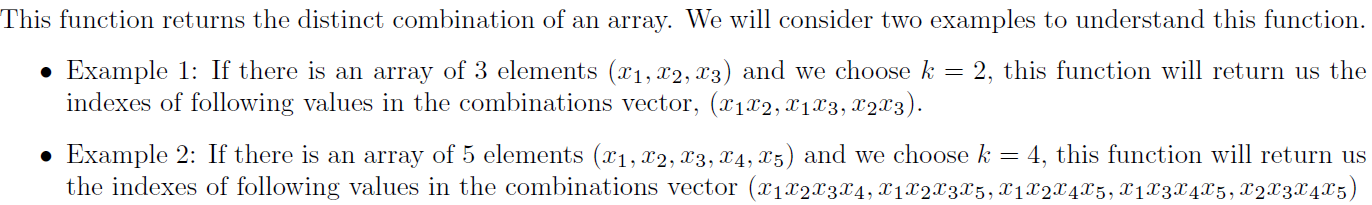 This function returns the distinct combination of an array. We will consider two examples to understand this function.
• Example 1: If there is an array of 3 elements (x₁, x₂, x₃) and we choose k = 2, this function will return us the
indexes of following values in the combinations vector, (x₁x₂, x₁x₃, x₂x₃).
• Example 2: If there is an array of 5 elements (x₁, x₂, x₃, x₄, x₅) and we choose k = 4, this function will return us
the indexes of following values in the combinations vector (x₁x₂x₃x₄, x₁x₂x₃x₅, x₁x₂x₄x₅, x₁x₃x₄x₅, x₂x₃x₄x₅)